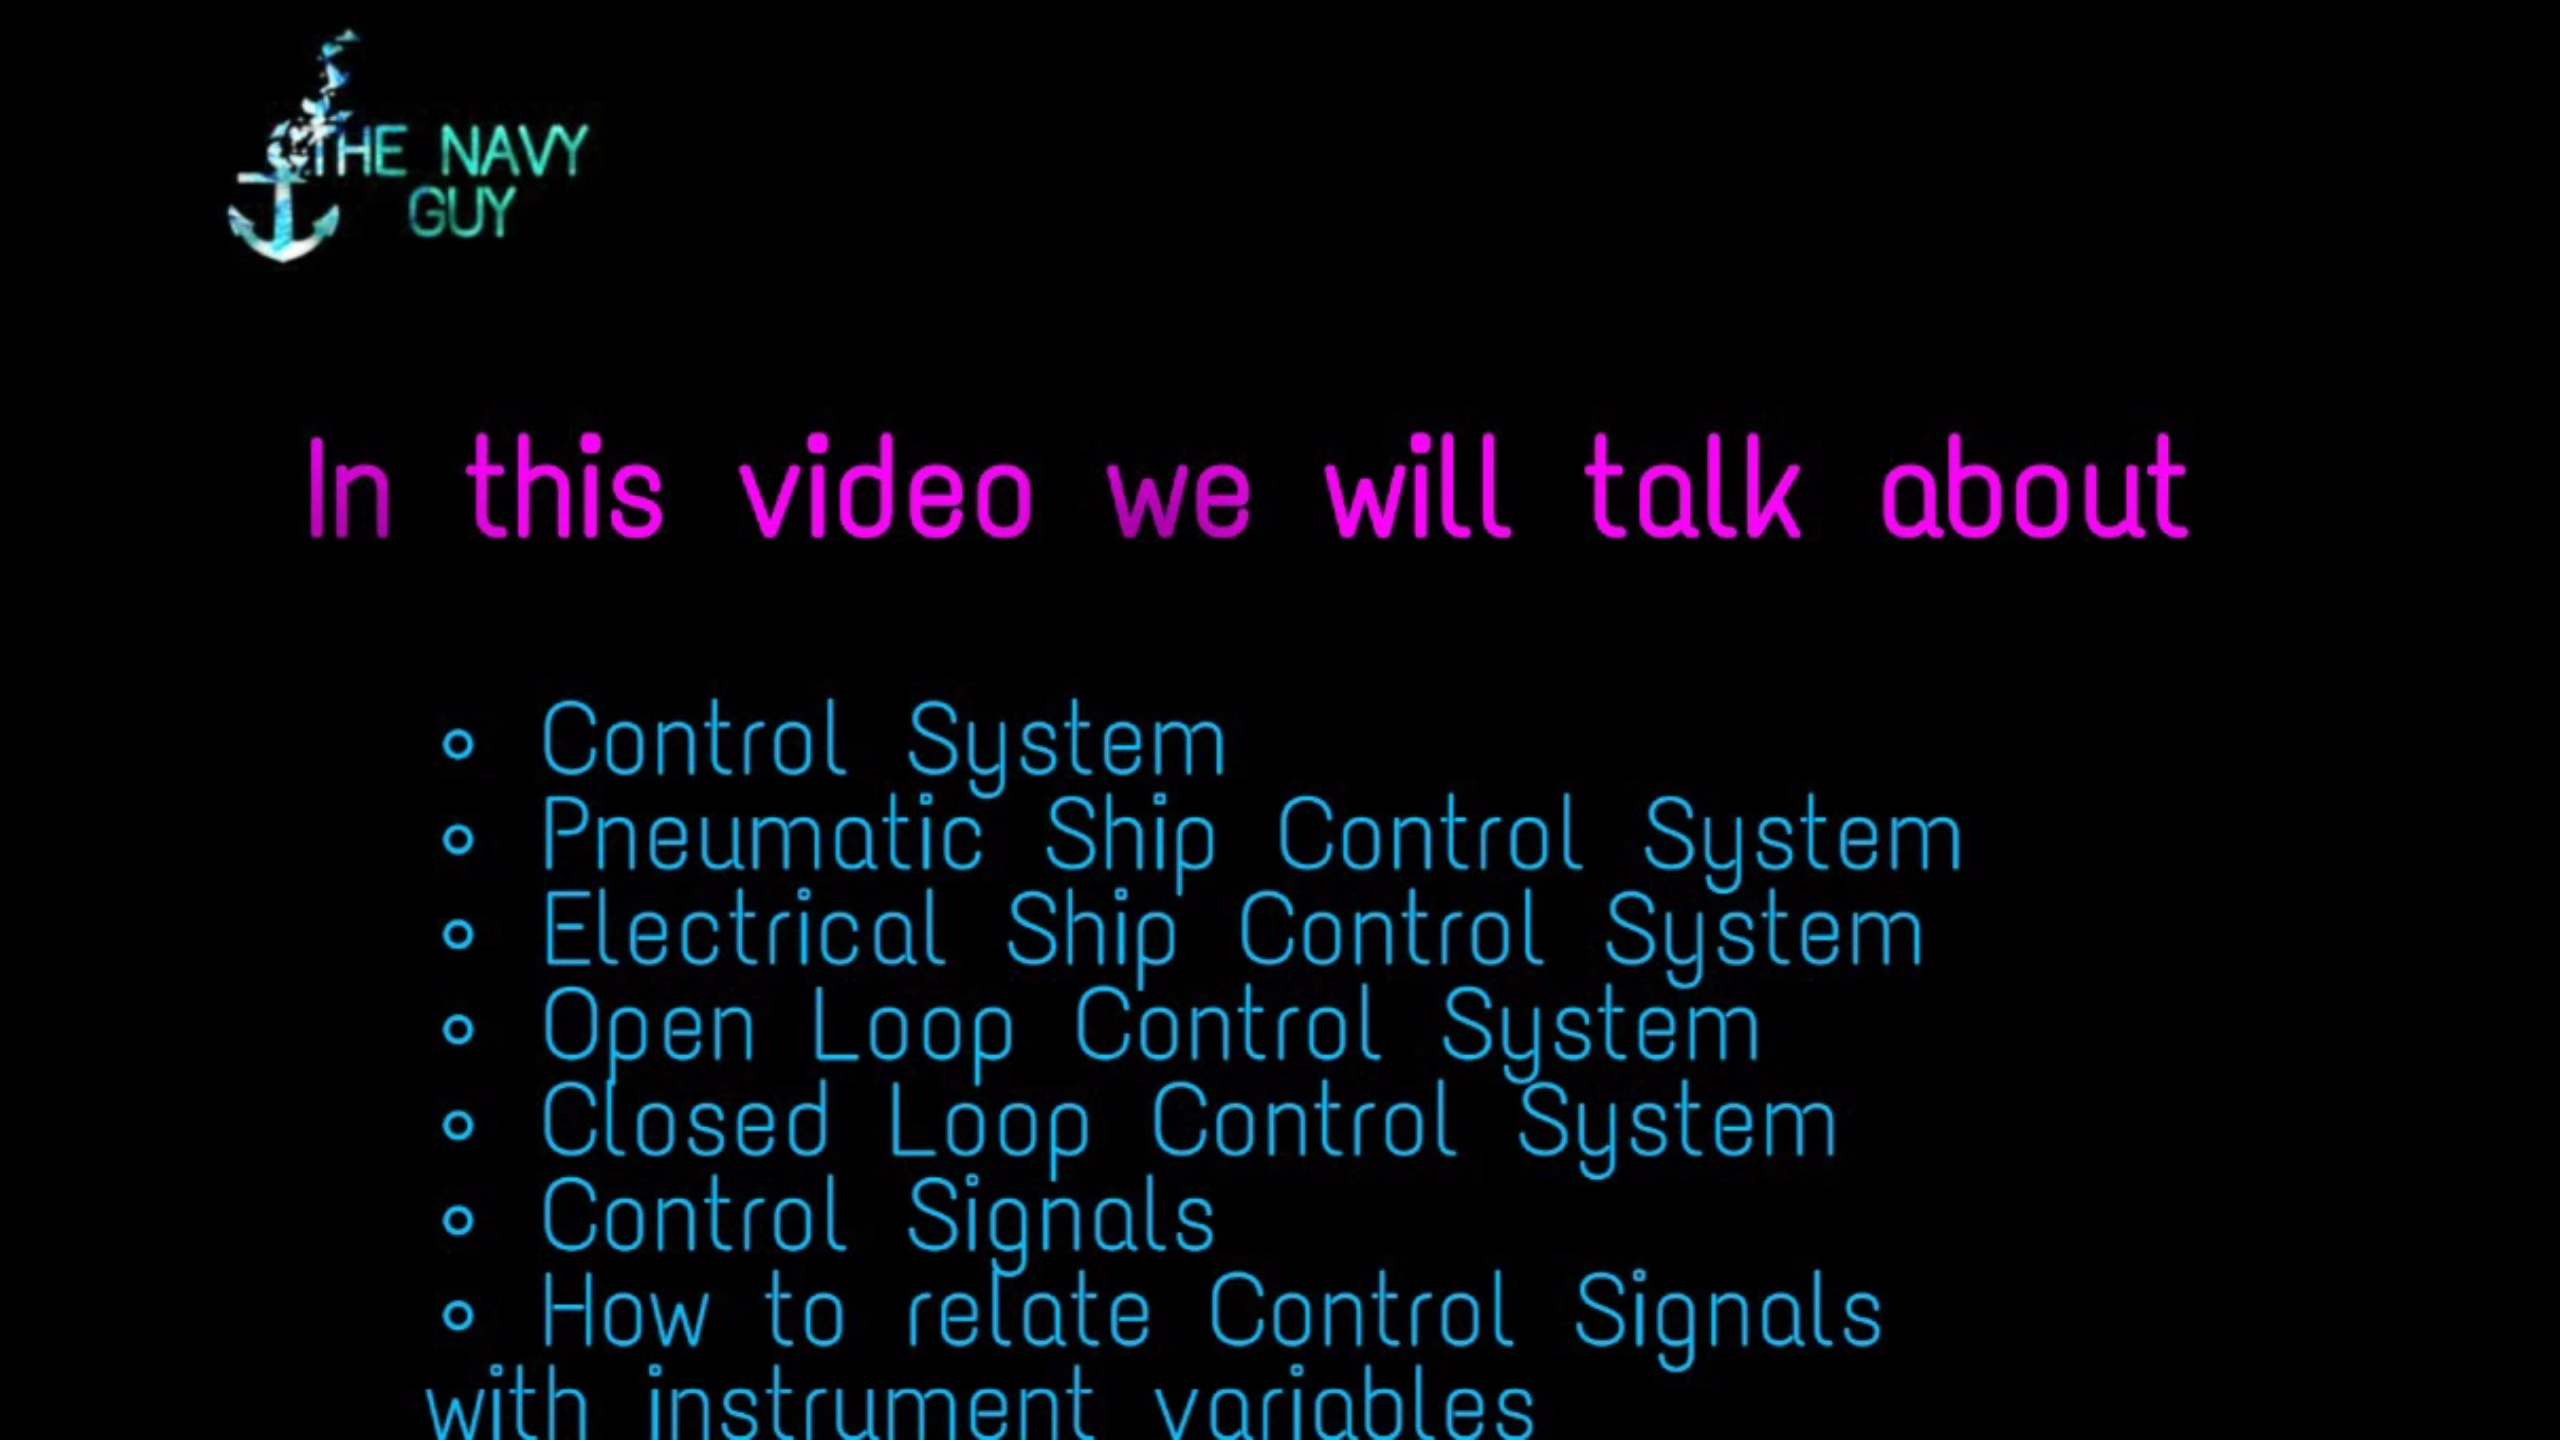 THE NAVY
GUY
In this video we will talk about
∘ Control System
∘ Pneumatic Ship Control System
∘ Electrical Ship Control System
∘ Open Loop Control System
∘ Closed Loop Control System
∘ Control Signals
∘ How to relate Control Signals
with instrument variables